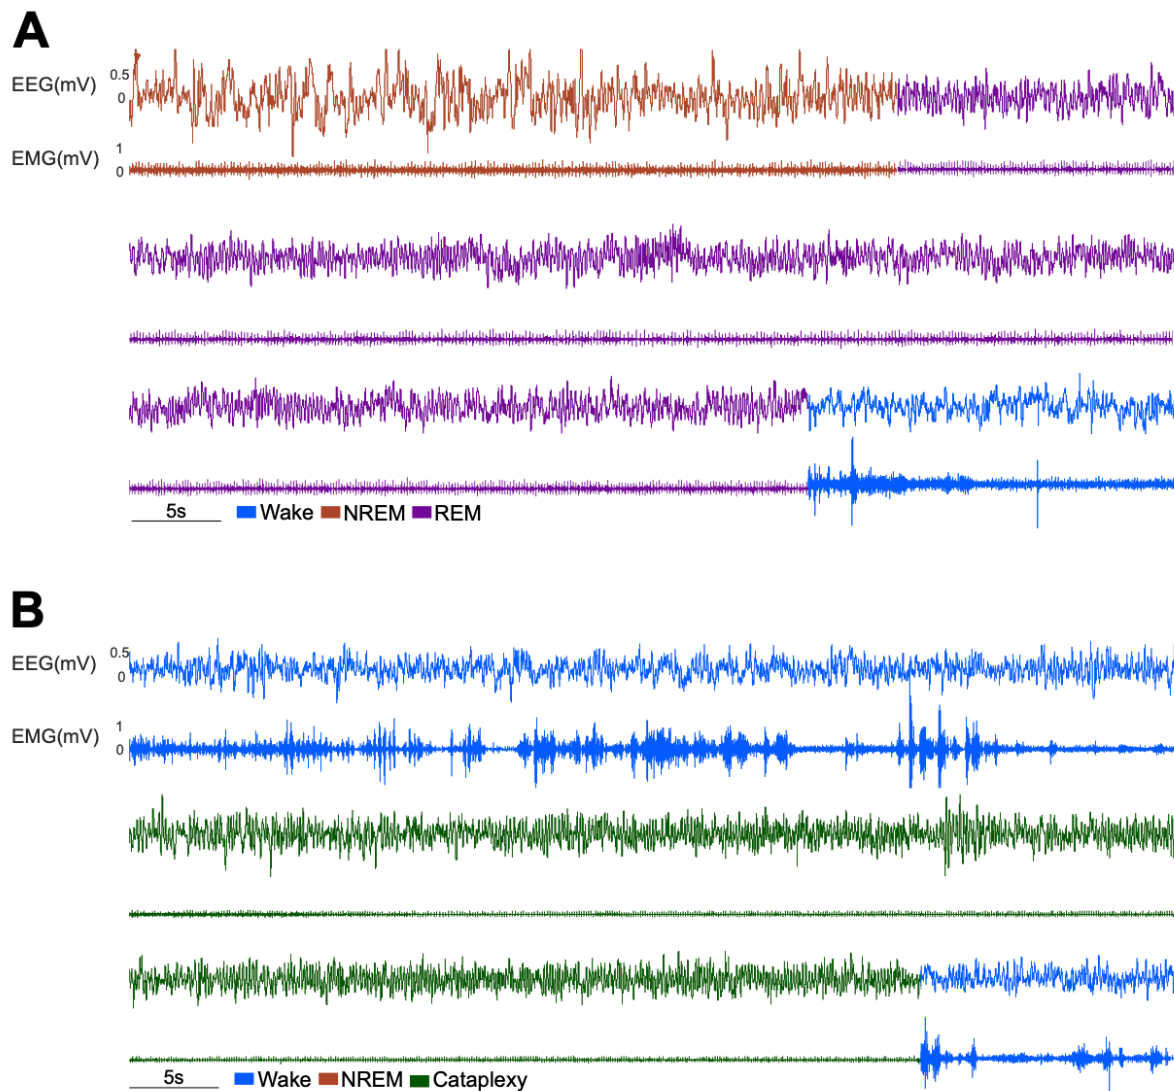 A
EEG(mV)
0.5
0
EMG(mV)
1
0
5s
Wake NREM REM
B
EEG(mV)
0.5
0
EMG(mV)
1
0
5s
Wake NREM Cataplexy